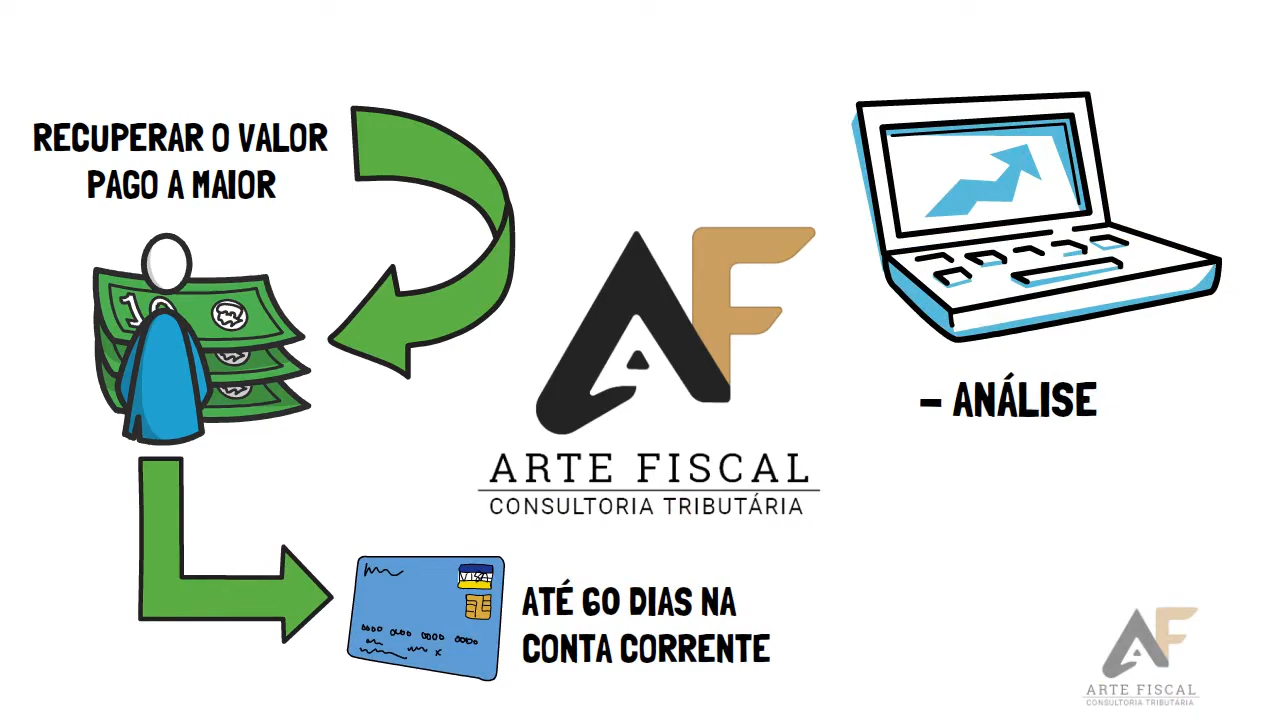 RECUPERAR O VALOR
PAGO A MAIOR
ARTE FISCAL
CONSULTORIA TRIBUTÁRIA
- ANÁLISE
VISA
ATÉ 60 DIAS NA
CONTA CORRENTE
ARTE FISCAL
CONSULTORIA TRIBUTÁRIA